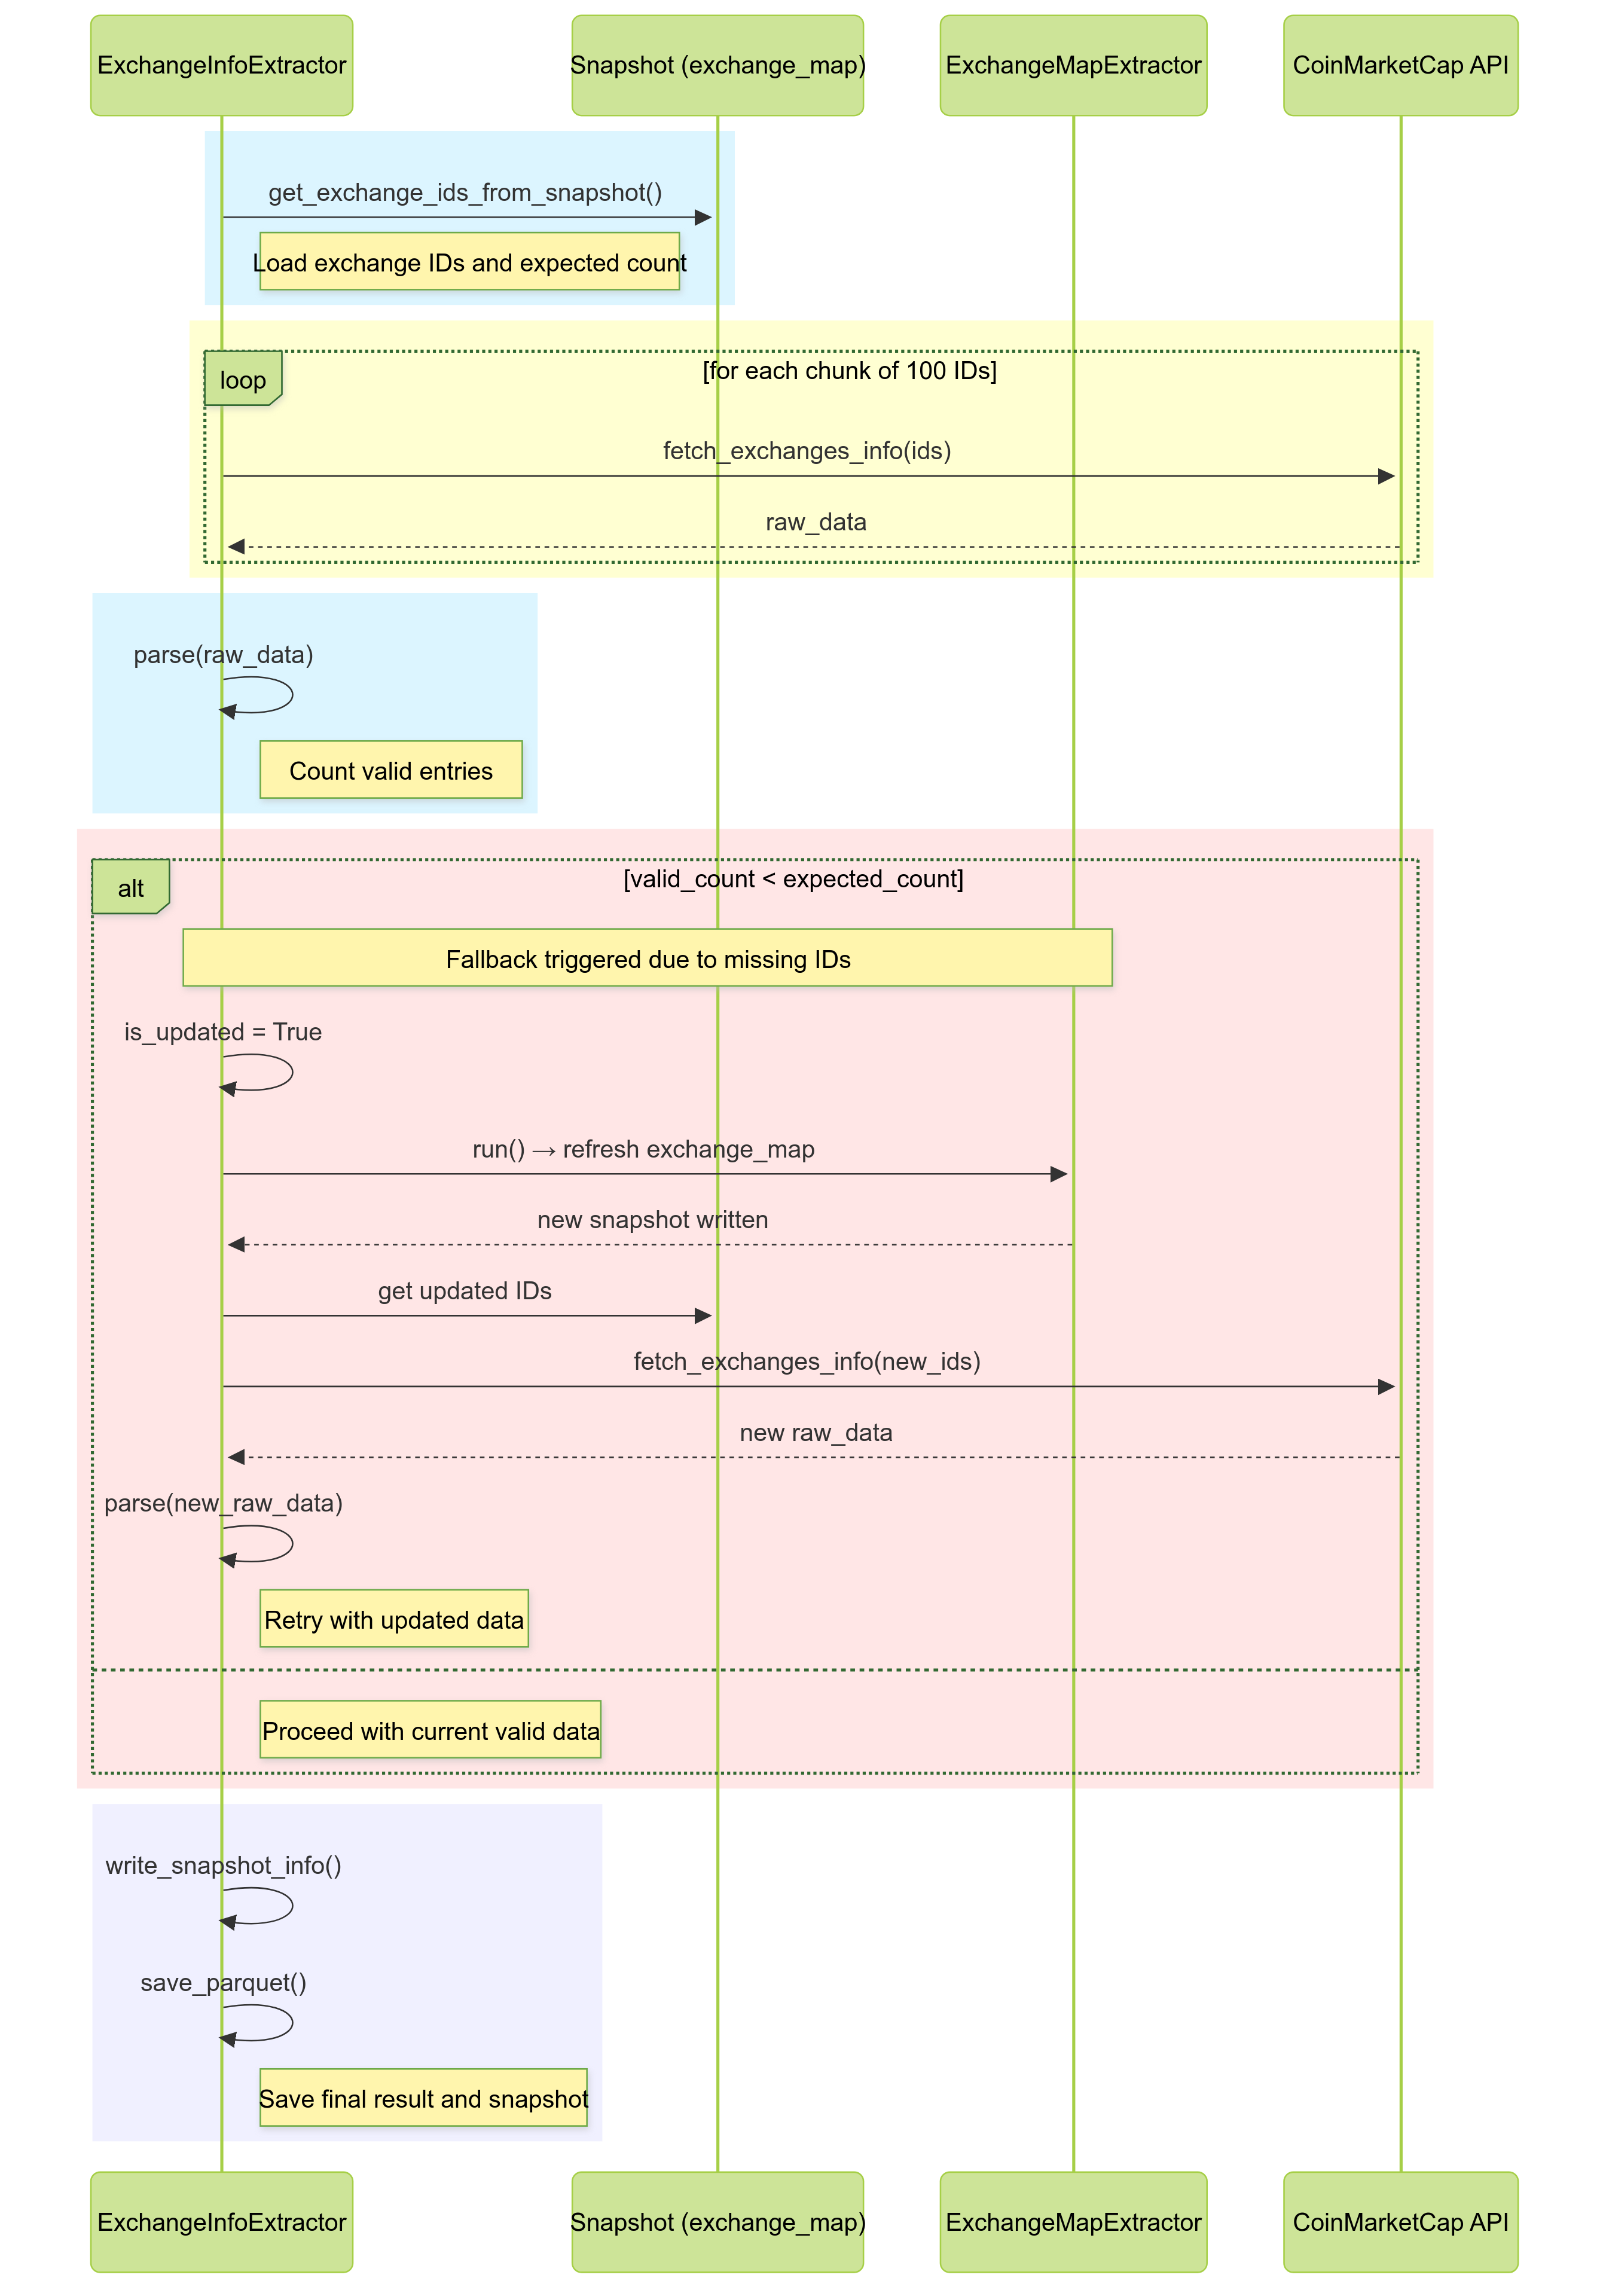 ExchangeInfoExtractor
Snapshot (exchange_map)
ExchangeMapExtractor
CoinMarketCap API
get_exchange_ids_from_snapshot()
Load exchange IDs and expected count
loop
[for each chunk of 100 IDs]
fetch_exchanges_info(ids)
raw_data
parse(raw_data)
Count valid entries
alt
[valid_count < expected_count]
Fallback triggered due to missing IDs
is_updated = True
run() → refresh exchange_map
new snapshot written
get updated IDs
fetch_exchanges_info(new_ids)
new raw_data
parse(new_raw_data)
Retry with updated data
Proceed with current valid data
write_snapshot_info()
save_parquet()
Save final result and snapshot
ExchangeInfoExtractor
Snapshot (exchange_map)
ExchangeMapExtractor
CoinMarketCap API